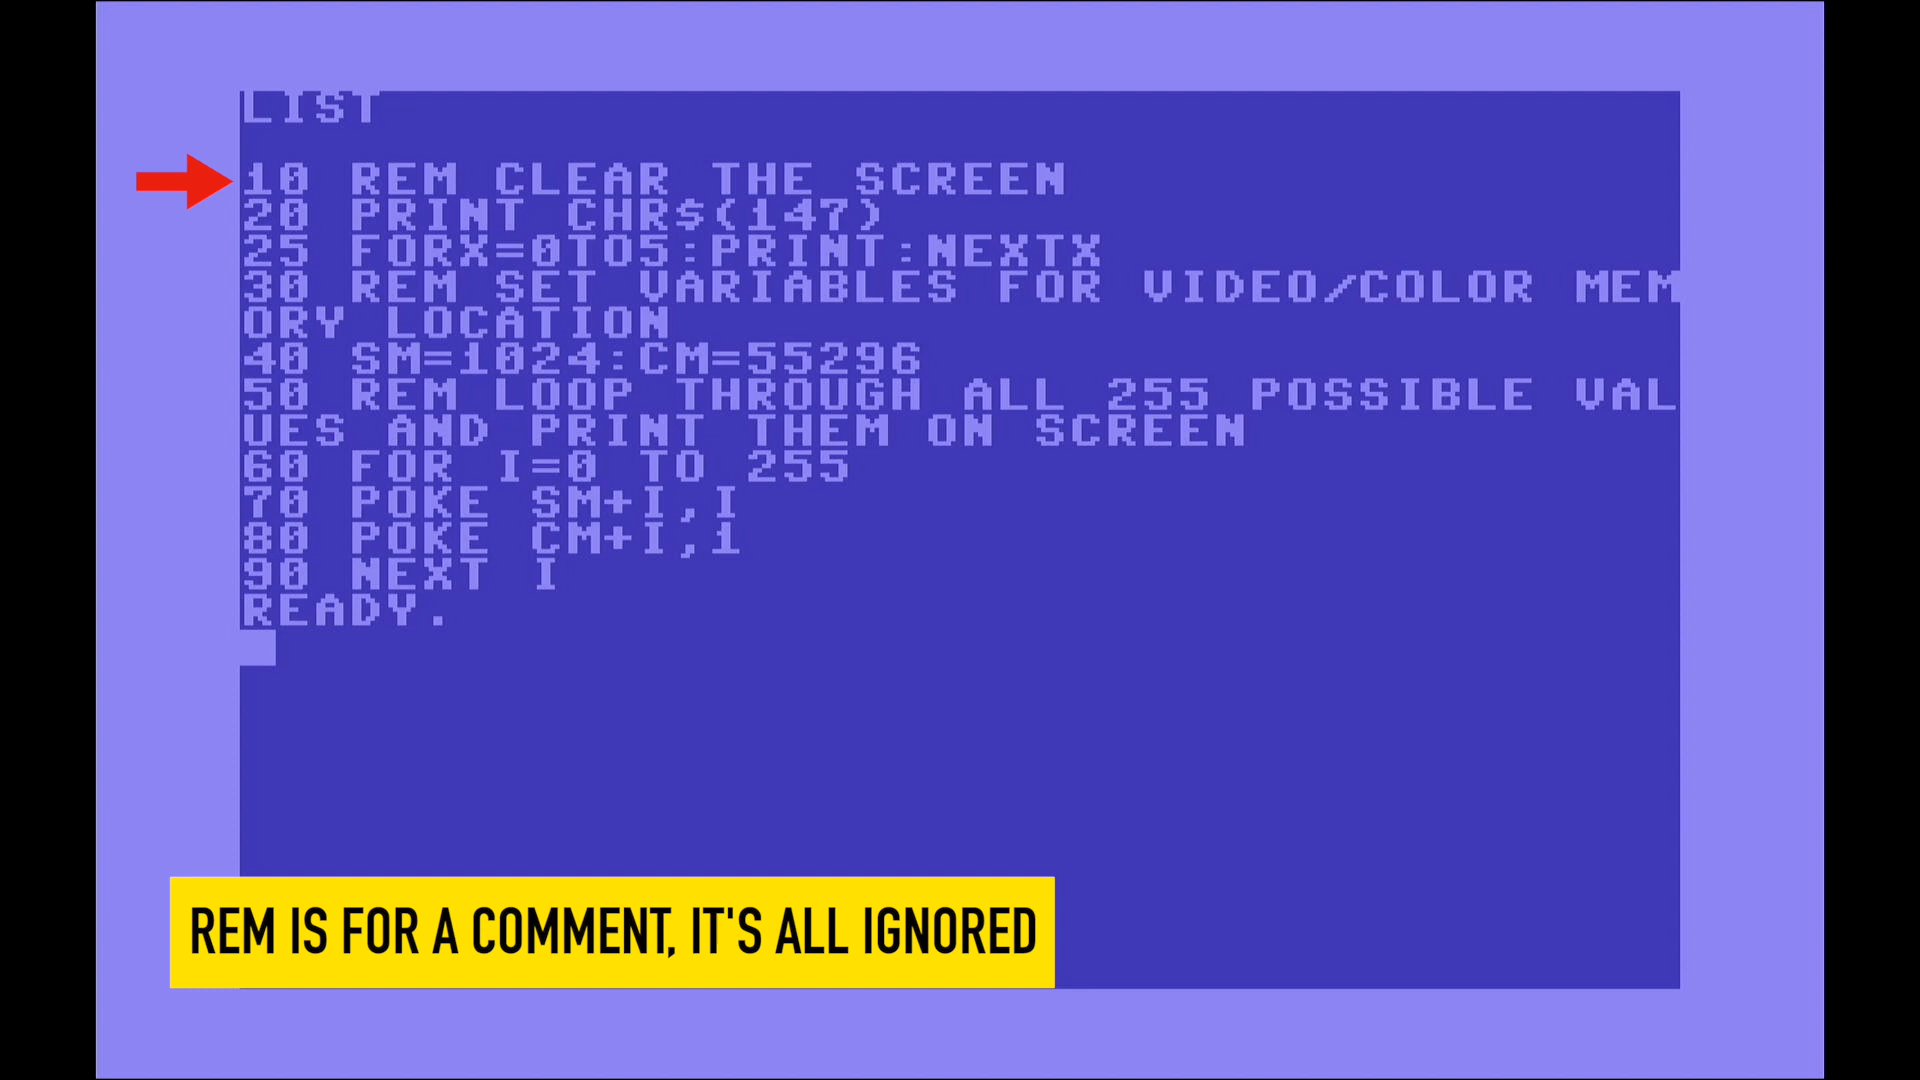 LIST
10 REM CLEAR THE SCREEN
20 PRINT CHR$(147)
25 FORX=0TO5:PRINT:NEXTX
30 REM SET VARIABLES FOR VIDEO/COLOR MEM
ORY LOCATION
40 SM=1024:CM=55296
50 REM LOOP THROUGH ALL 255 POSSIBLE VAL
UES AND PRINT THEM ON SCREEN
60 FOR I=0 TO 255
70 POKE SM+I,I
80 POKE CM+I,1
90 NEXT I
READY.
REM IS FOR A COMMENT, IT'S ALL IGNORED